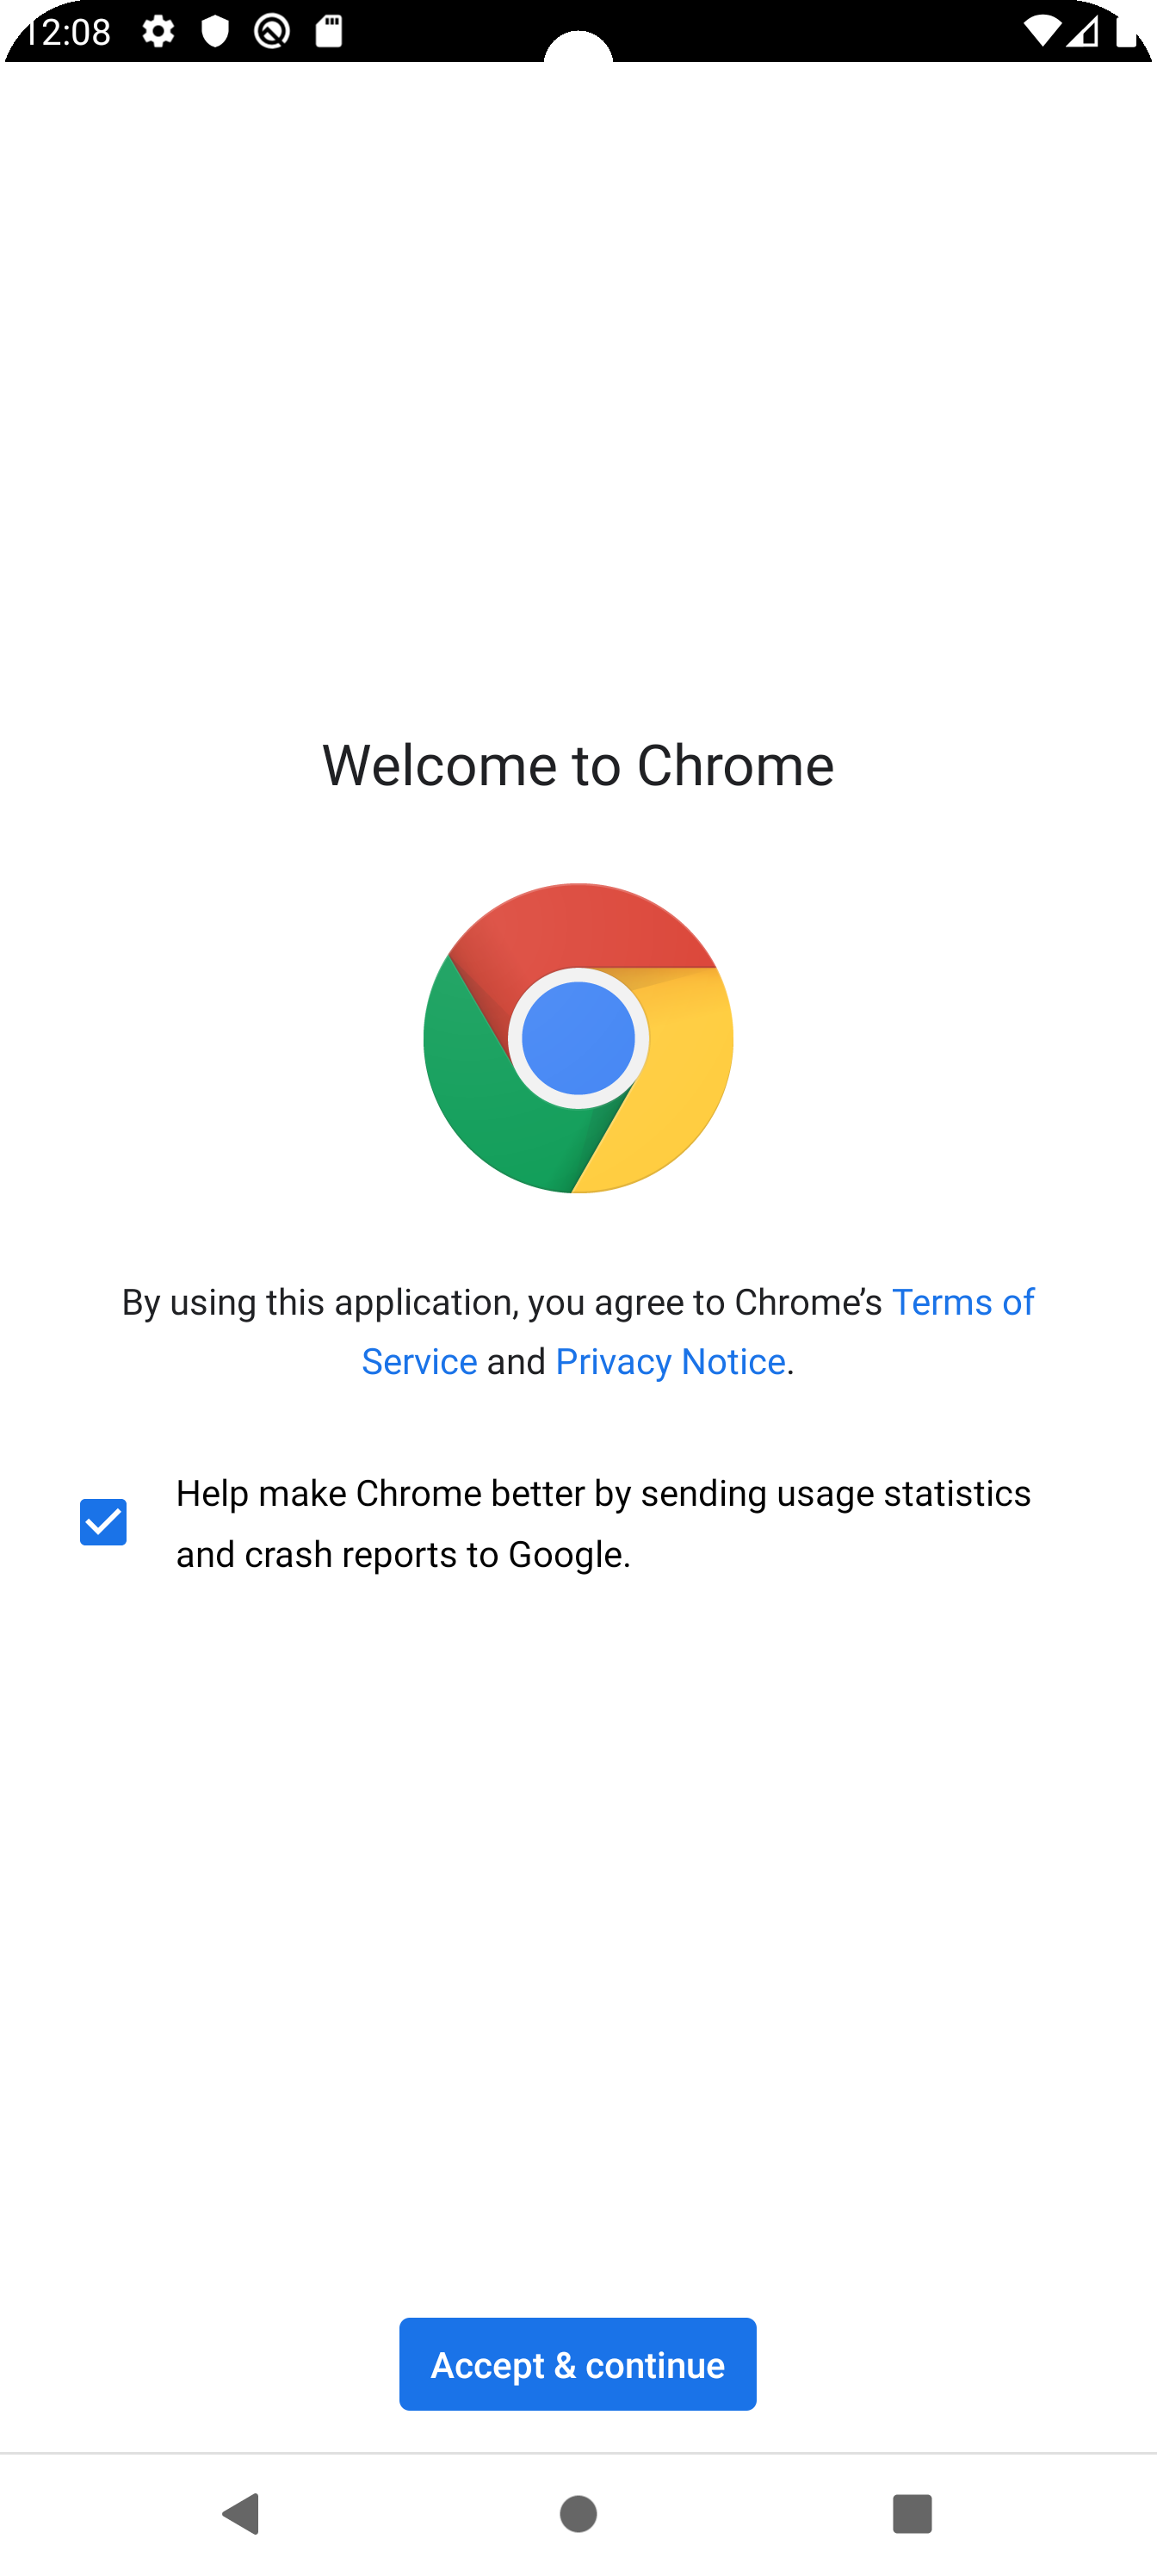 12:08
Welcome to Chrome
By using this application, you agree to Chrome’s Terms of
Service and Privacy Notice.
Help make Chrome better by sending usage statistics
and crash reports to Google.
Accept & continue